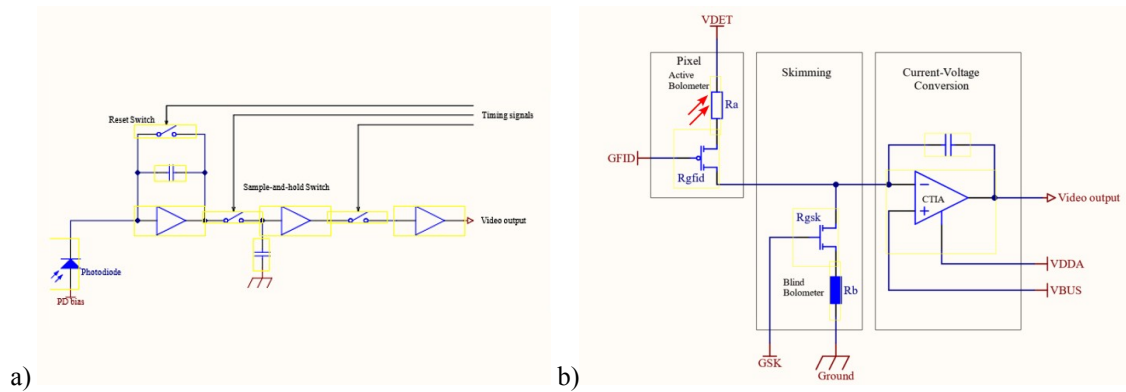 a)
Reset Switch
Timing signals
Sample-and-hold Switch
Video output
Photodiode
PD bias
b)
VDET
Pixel
Active
Bolometer
Ra
GFID
Rgfid
Skimming
Rgsk
Blind
Bolometer
Rb
GSK
Ground
Current-Voltage
Conversion
CTIA
Video output
VDDA
VBUS